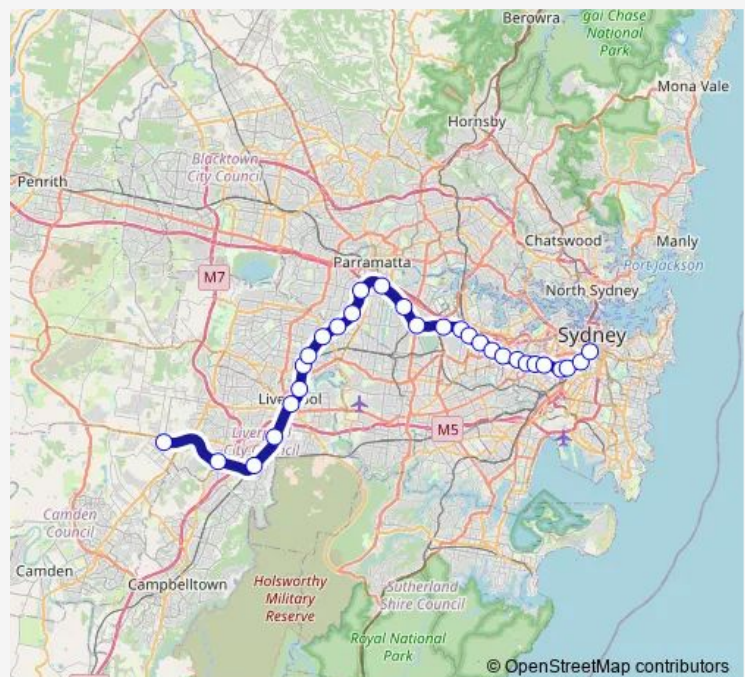 Berowra
gai Chase
National
Park
Mona Vale
Hornsby
Blacktown
City Council
Penrith
Chatswood
Manly
Parramatta
Port Jackson
M7
North Sydney
Sydney
Liverpool
M5
Liverpool
City Council
Camden
Council
Camden
Campbelltown
Holsworthy
Military
Reserve
Sutherland
Shire Council
Royal National
Park
© OpenStreetMap contributors